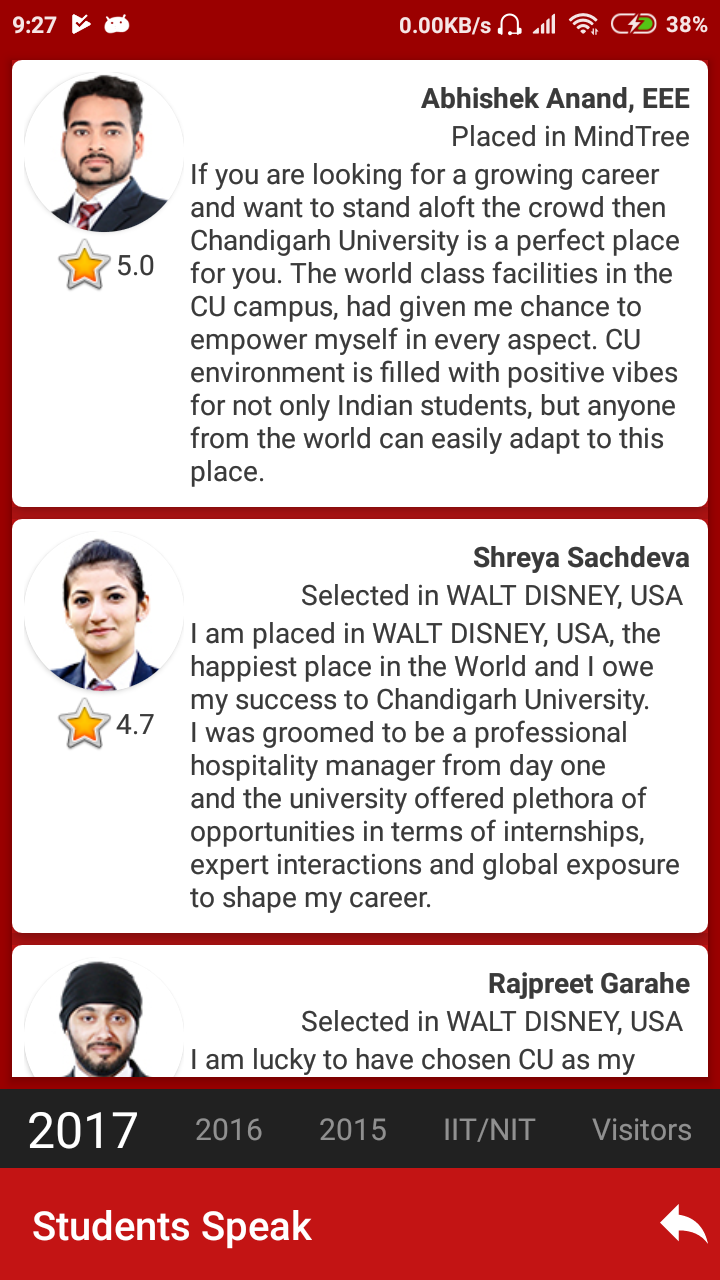 9:27
0.00KB/s
38%
Abhishek Anand, EEE
Placed in MindTree
If you are looking for a growing career
and want to stand aloft the crowd then
Chandigarh University is a perfect place
for you. The world class facilities in the
CU campus, had given me chance to
empower myself in every aspect. CU
environment is filled with positive vibes
for not only Indian students, but anyone
from the world can easily adapt to this
place.
5.0
Shreya Sachdeva
Selected in WALT DISNEY, USA
I am placed in WALT DISNEY, USA, the
happiest place in the World and I owe
my success to Chandigarh University.
I was groomed to be a professional
hospitality manager from day one
and the university offered plethora of
opportunities in terms of internships,
expert interactions and global exposure
to shape my career.
4.7
Rajpreet Garahe
Selected in WALT DISNEY, USA
I am lucky to have chosen CU as my
2017 2016 2015 IIT/NIT Visitors
Students Speak